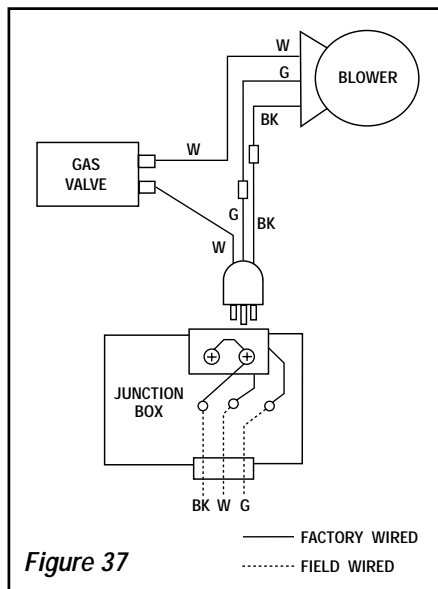 W
G
BLOWER
BK
W
GAS
VALVE
G
BK
W
JUNCTION
BOX
BK W G
FACTORY WIRED
Figure 37
FIELD WIRED